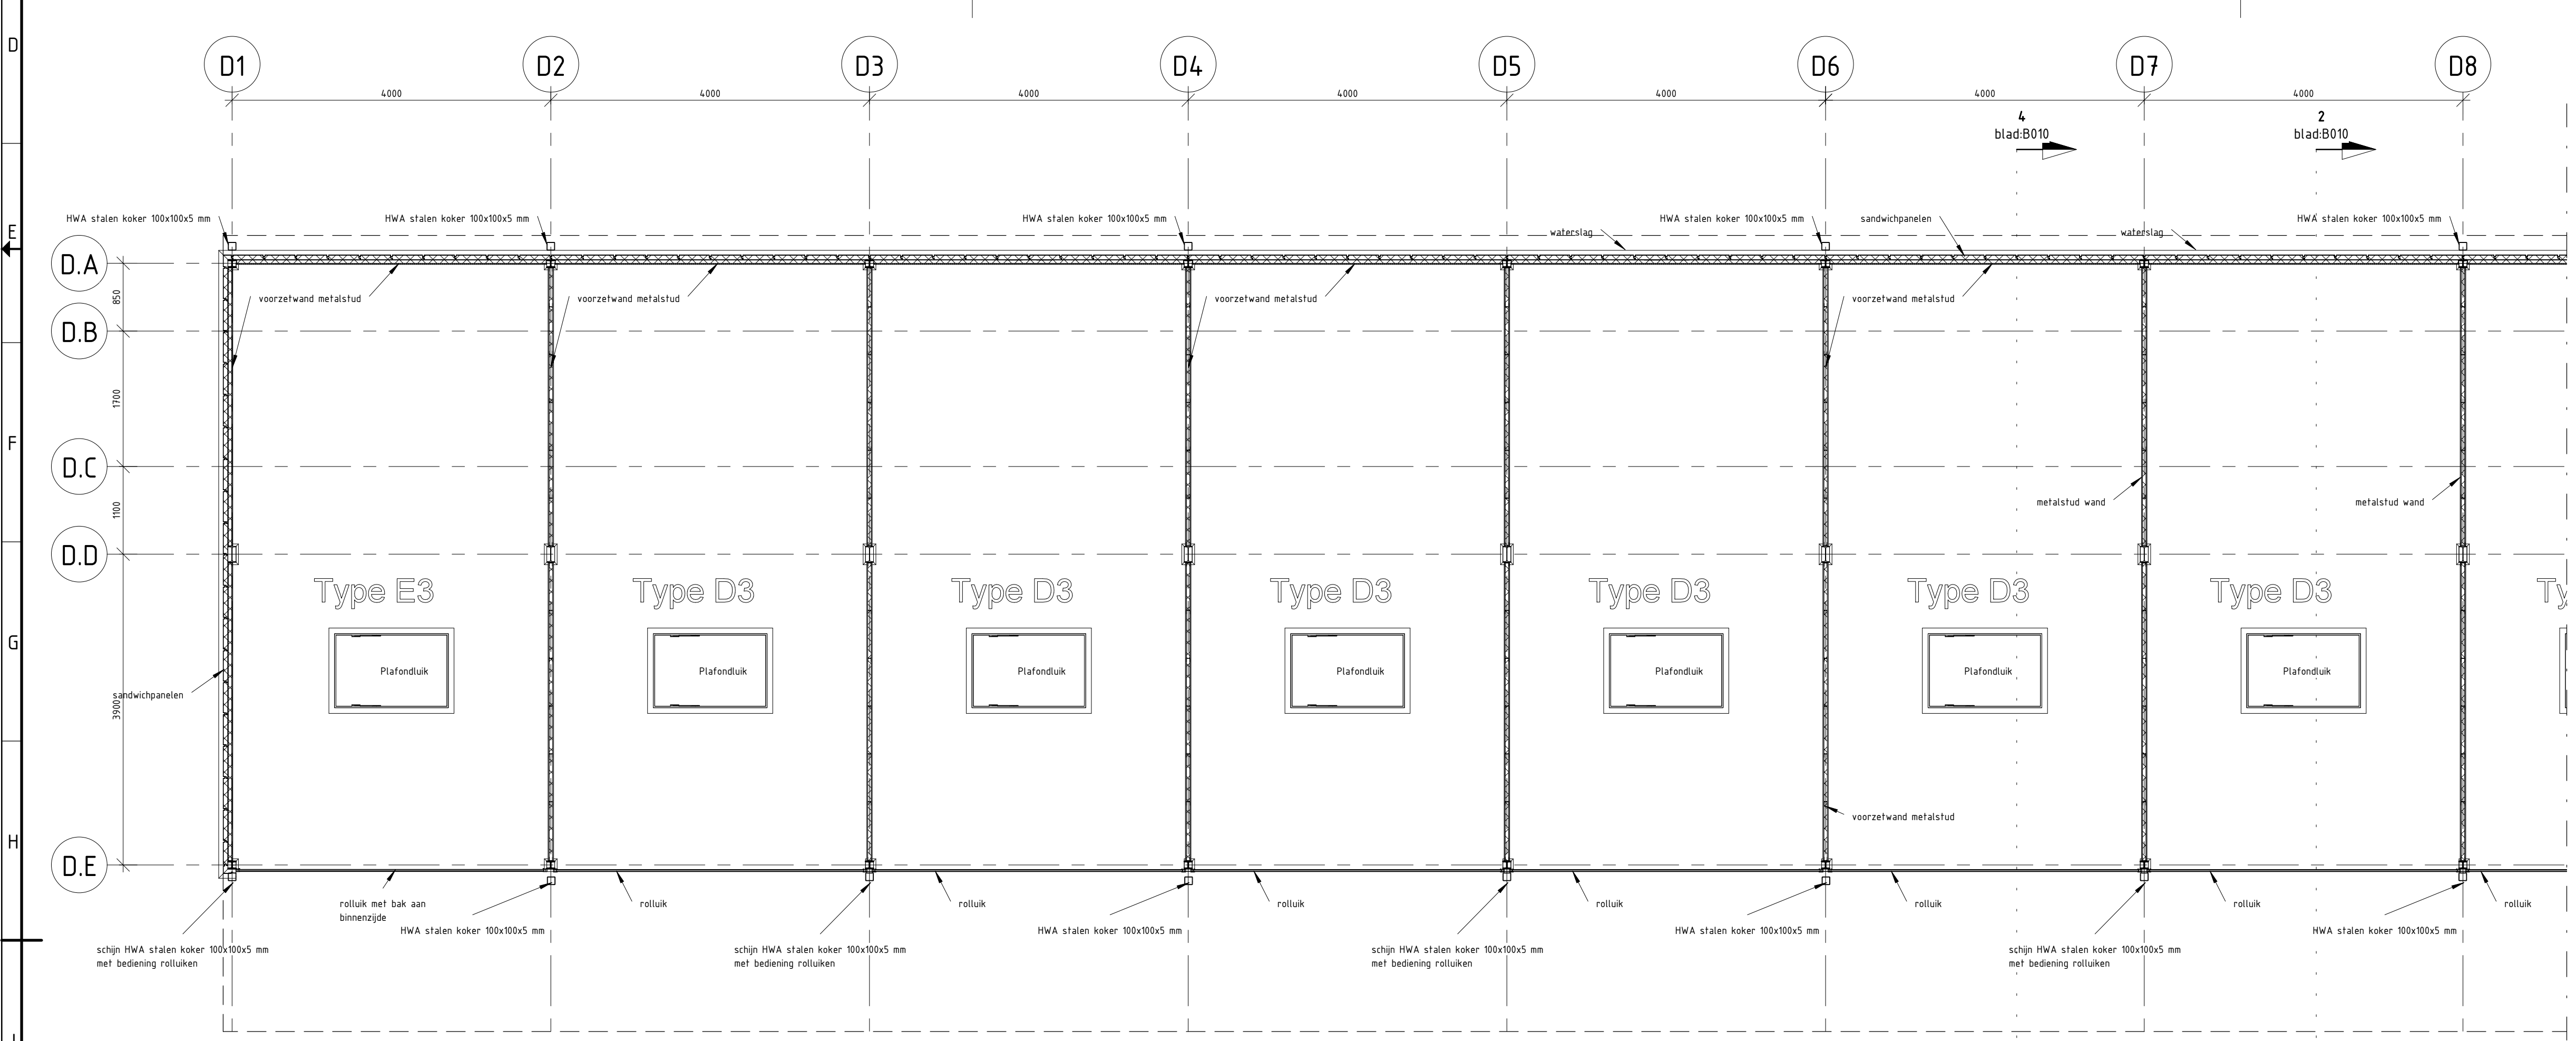 D
D1
D2
D3
D4
D5
D6
D7
D8
4000
4000
4000
4000
4000
4000
4000
4
blad:B010
2
blad:B010
E
HWA stalen koker 100x100x5 mm
HWA stalen koker 100x100x5 mm
HWA stalen koker 100x100x5 mm
HWA stalen koker 100x100x5 mm
sandwichpanelen
HWA stalen koker 100x100x5 mm
waterslag
waterslag
D.A
850
voorzetwand metalstud
voorzetwand metalstud
voorzetwand metalstud
voorzetwand metalstud
D.B
1700
F
D.C
1100
metalstud wand
metalstud wand
D.D
Type E3
Type D3
Type D3
Type D3
Type D3
Type D3
Type D3
Ty
G
Plafondluik
Plafondluik
Plafondluik
Plafondluik
Plafondluik
Plafondluik
Plafondluik
sandwichpanelen
3900
voorzetwand metalstud
H
D.E
rolluik met bak aan
binnenzijde
rolluik
rolluik
rolluik
rolluik
rolluik
rolluik
rolluik
HWA stalen koker 100x100x5 mm
HWA stalen koker 100x100x5 mm
HWA stalen koker 100x100x5 mm
HWA stalen koker 100x100x5 mm
schijn HWA stalen koker 100x100x5 mm
met bediening rolluiken
schijn HWA stalen koker 100x100x5 mm
met bediening rolluiken
schijn HWA stalen koker 100x100x5 mm
met bediening rolluiken
schijn HWA stalen koker 100x100x5 mm
met bediening rolluiken